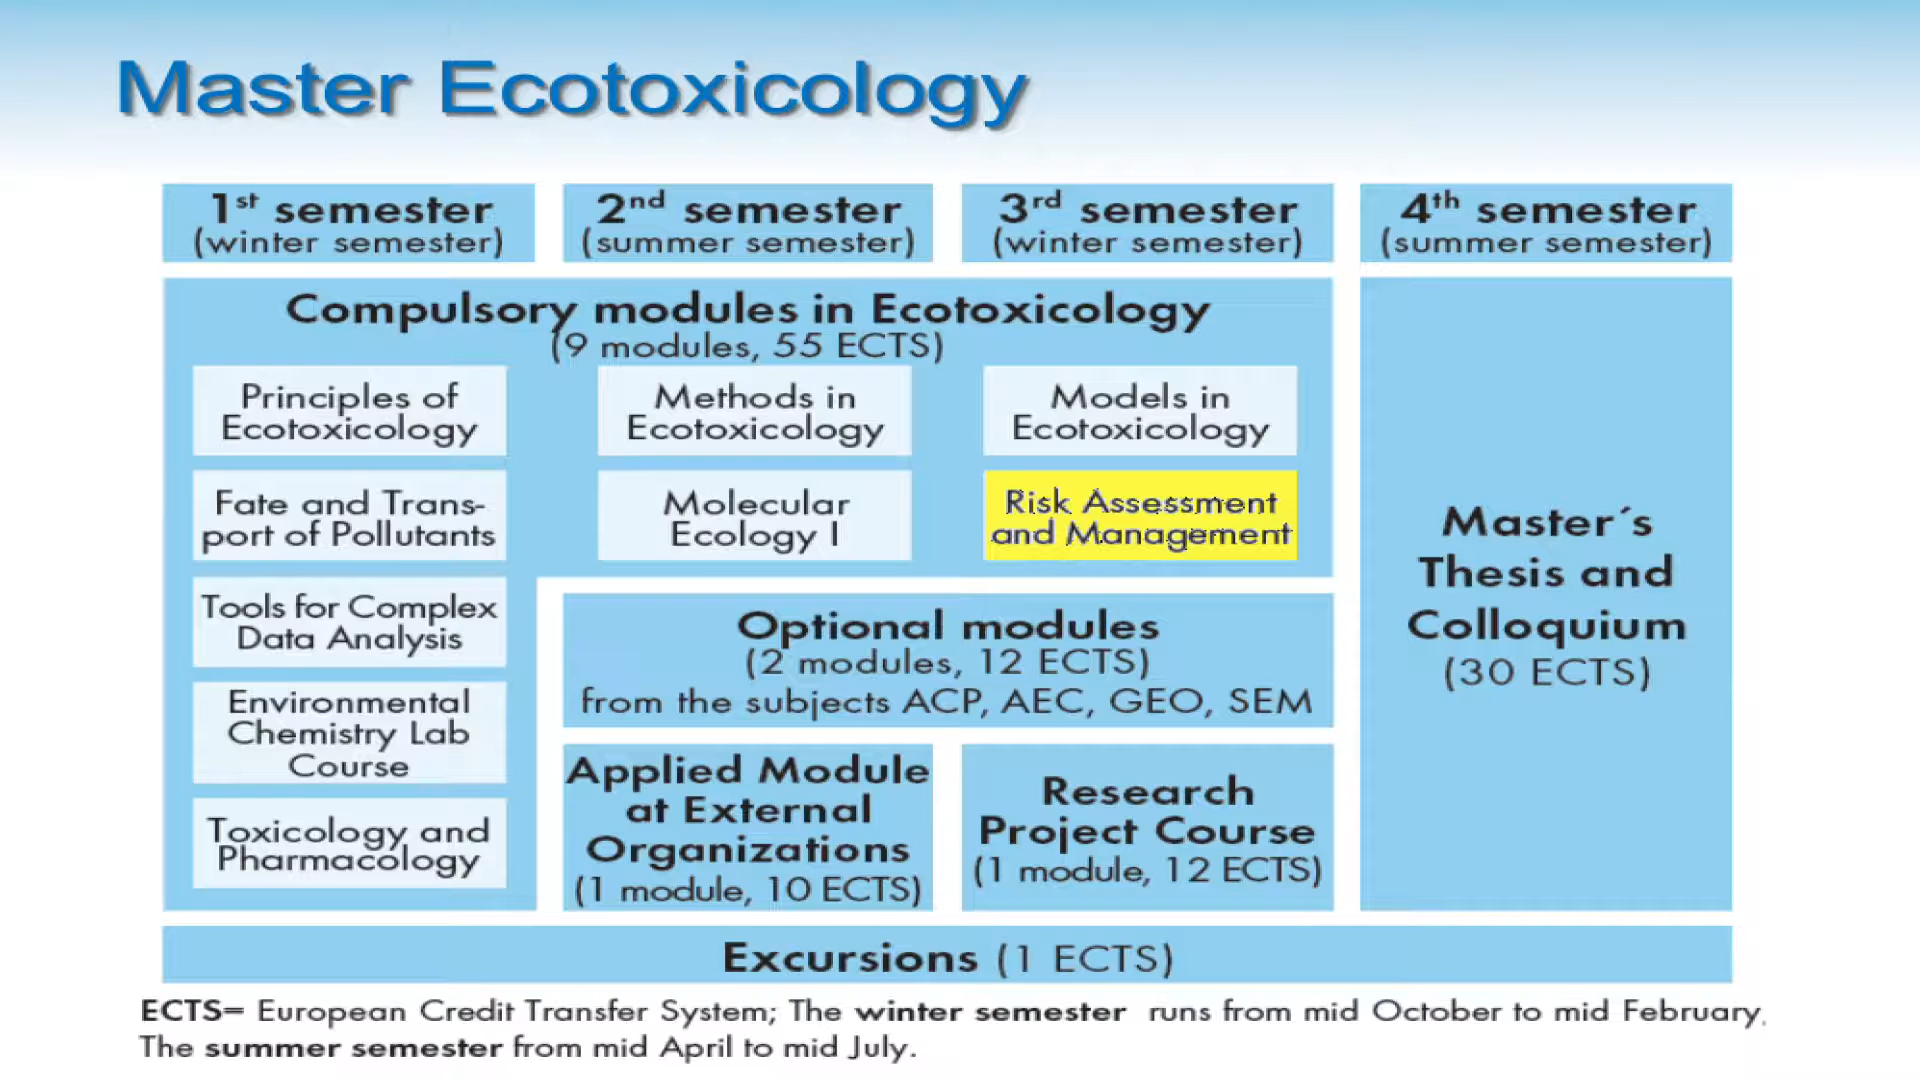 Master Ecotoxicology
1st semester
(winter semester)
2nd semester
(summer semester)
3rd semester
(winter semester)
4th semester
(summer semester)
Compulsory modules in Ecotoxicology
(9 modules, 55 ECTS)
Principles of
Ecotoxicology
Fate and Trans-
port of Pollutants
Tools for Complex
Data Analysis
Environmental
Chemistry Lab
Course
Toxicology and
Pharmacology
Methods in
Ecotoxicology
Molecular
Ecology I
Models in
Ecotoxicology
Risk Assessment
and Management
Optional modules
(2 modules, 12 ECTS)
from the subjects ACP, AEC, GEO, SEM
Applied Module
at External
Organizations
(1 module, 10 ECTS)
Research
Project Course
(1 module, 12 ECTS)
Master´s
Thesis and
Colloquium
(30 ECTS)
Excursions (1 ECTS)
ECTS= European Credit Transfer System; The winter semester runs from mid October to mid February.
The summer semester from mid April to mid July.